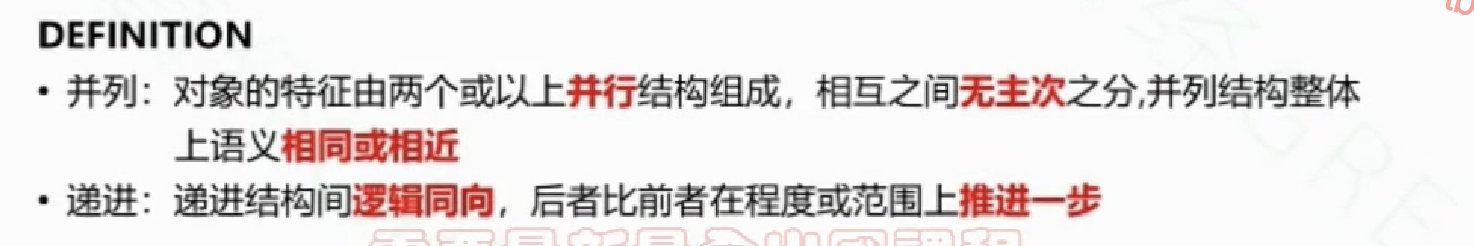 DEFINITION
• 并列：对象的特征由两个或以上并行结构组成，相互之间无主次之分,并列结构整体
上语义相同或相近
• 递进：递进结构间逻辑同向，后者比前者在程度或范围上推进一步
GRE